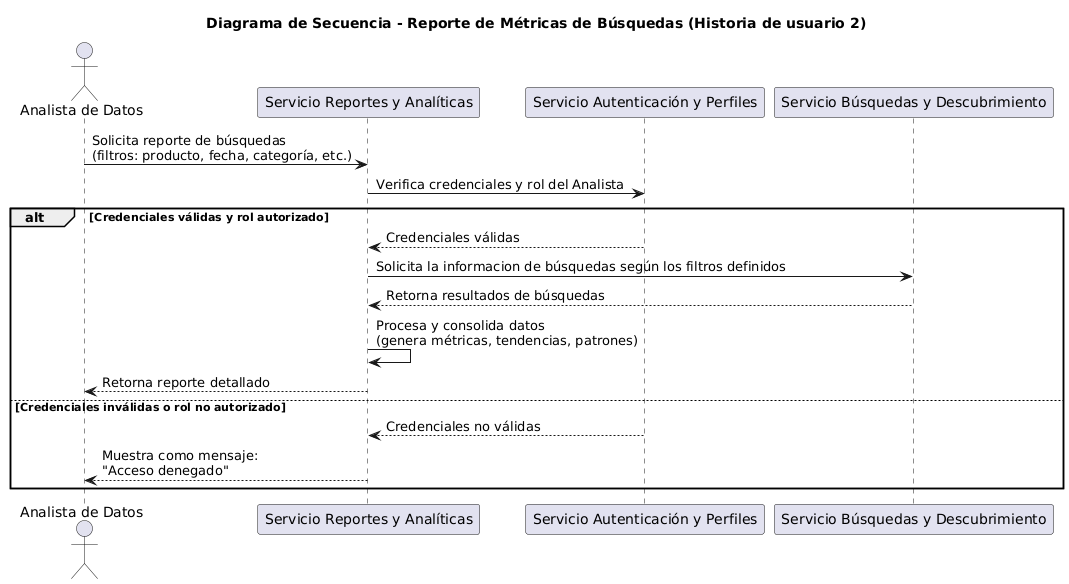 Diagrama de Secuencia - Reporte de Métricas de Búsquedas (Historia de usuario 2)
Analista de Datos
Servicio Reportes y Analíticas
Servicio Autenticación y Perfiles
Servicio Búsquedas y Descubrimiento
Solicita reporte de búsquedas
(filtros: producto, fecha, categoría, etc.)
Verifica credenciales y rol del Analista
alt
[Credenciales válidas y rol autorizado]
Credenciales válidas
Solicita la informacion de búsquedas según los filtros definidos
Retorna resultados de búsquedas
Procesa y consolida datos
(genera métricas, tendencias, patrones)
Retorna reporte detallado
[Credenciales inválidas o rol no autorizado]
Credenciales no válidas
Muestra como mensaje:
"Acceso denegado"
Analista de Datos
Servicio Reportes y Analíticas
Servicio Autenticación y Perfiles
Servicio Búsquedas y Descubrimiento